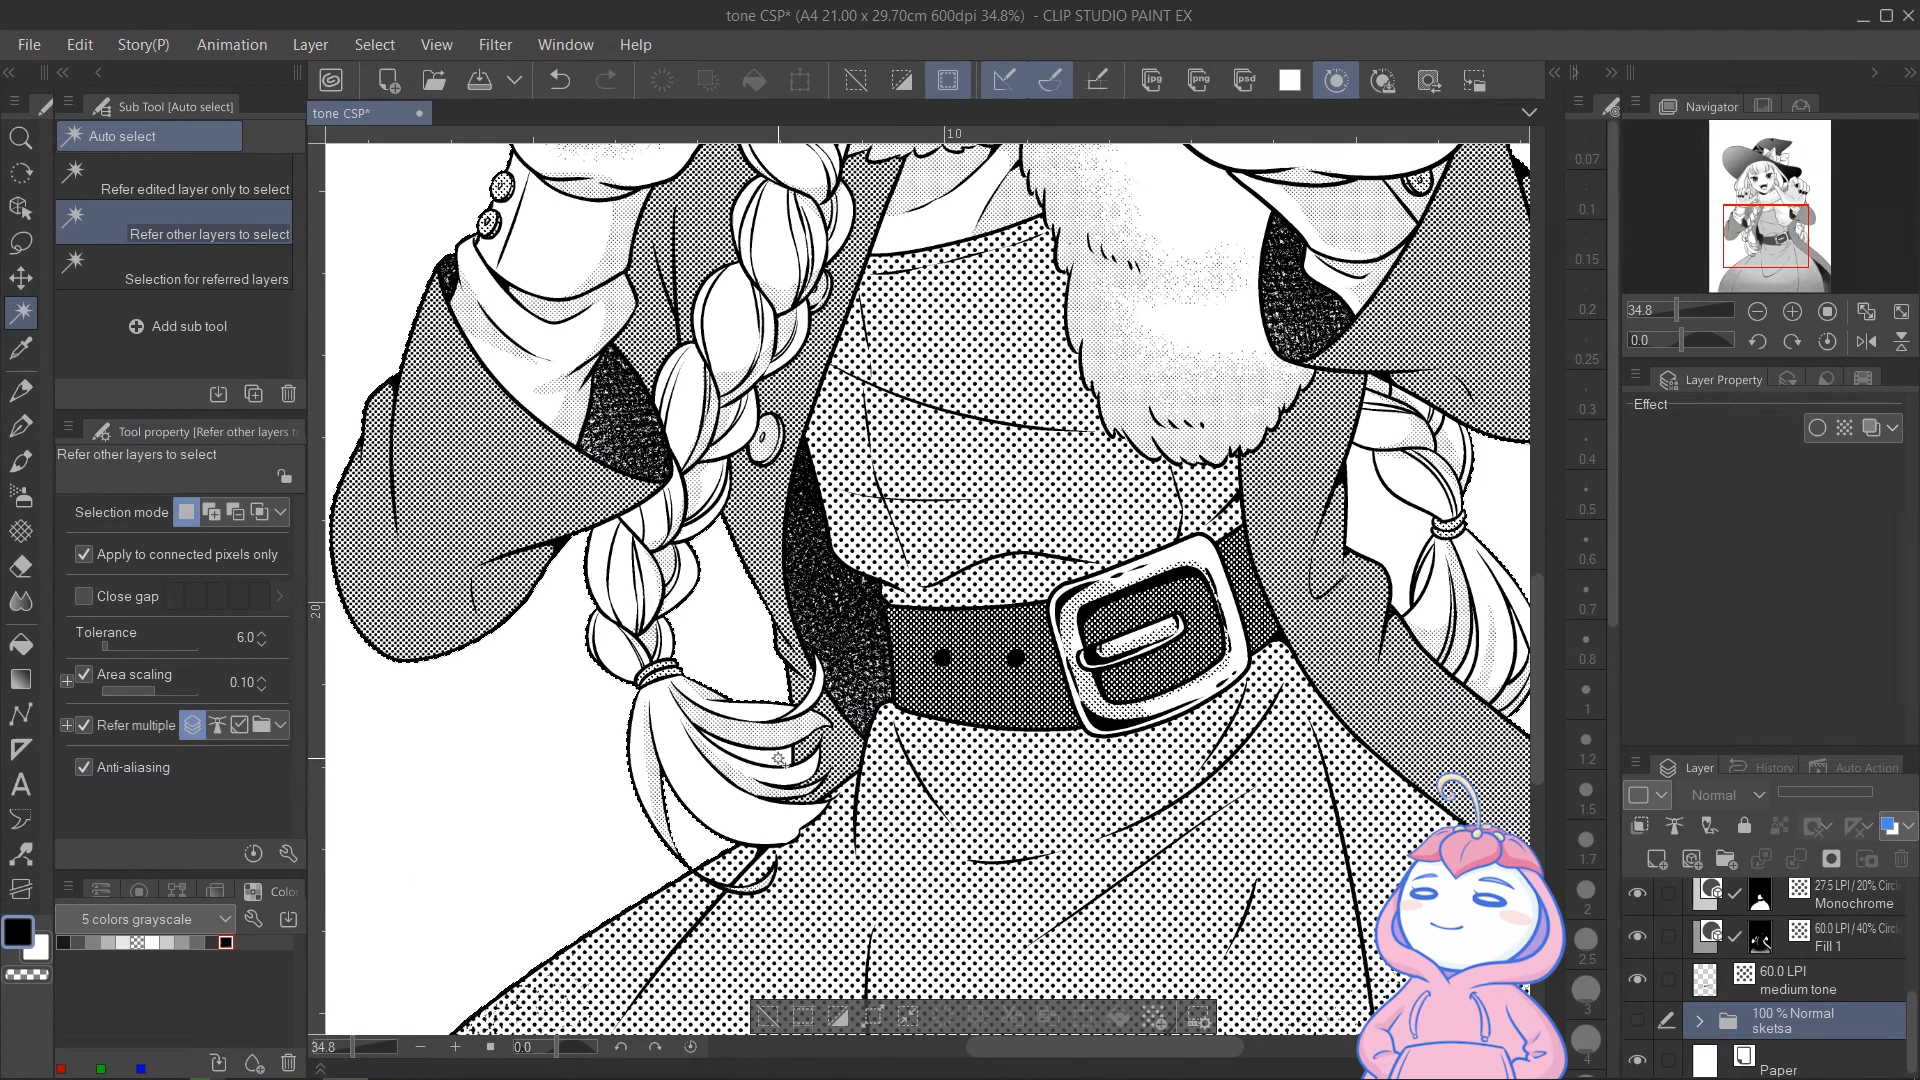 tone CSP* (A4 21.00 x 29.70cm 600dpi 34.8%) - CLIP STUDIO PAINT EX
File Edit Story(P) Animation Layer Select View Filter Window Help
Sub Tool [Auto select]
Auto select
Refer edited layer only to select
Refer other layers to select
Selection for referred layers
Add sub tool
Tool property [Refer other layers to
Refer other layers to select
Selection mode
Apply to connected pixels only
Close gap
Tolerance 6.0
Area scaling 0.10
Refer multiple
Anti-aliasing
Color
5 colors grayscale
jpg png psd
tone CSP*
10
20
34.8 0.0
0.07
0.1
0.15
0.2
0.25
0.3
0.4
0.5
0.6
0.7
0.8
1
1.2
1.5
1.7
2
2.5
3
4
Navigator
34.8
0.0
Layer Property
Effect
Layer History Auto Action
Normal
27.5 LPI / 20% Circl
Monochrome
60.0 LPI / 40% Circl
Fill 1
60.0 LPI
medium tone
100 % Normal
sketsa
Paper